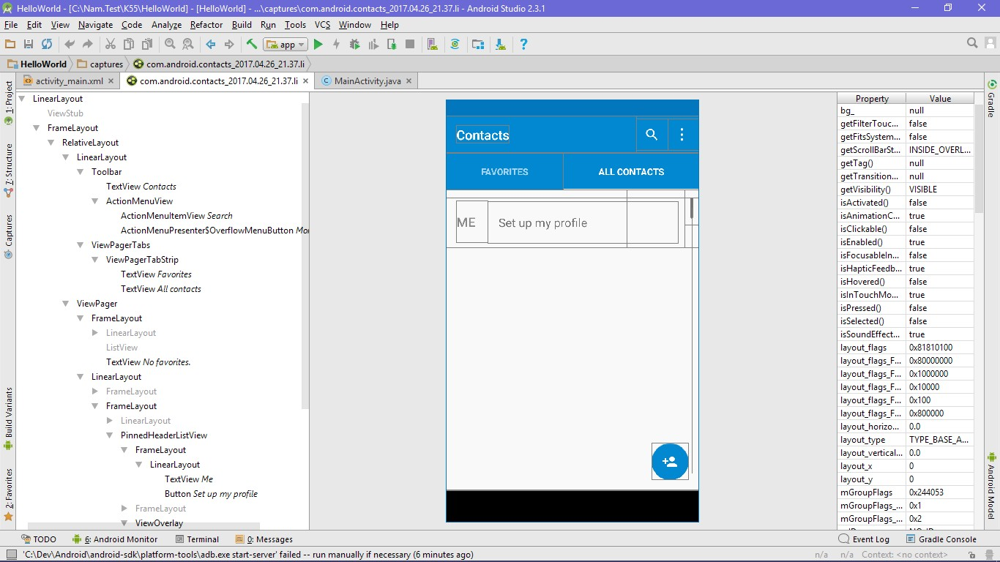 HelloWorld - [C:\Nam.Test\K55\HelloWorld] - [HelloWorld] - ...\captures\com.android.contacts_2017.04.26_21.37.li - Android Studio 2.3.1
File Edit View Navigate Code Analyze Refactor Build Run Tools VCS Window Help
app
HelloWorld captures com.android.contacts_2017.04.26_21.37.li
activity_main.xml com.android.contacts_2017.04.26_21.37.li MainActivity.java
1: Project
7: Structure
Captures
Build Variants
2: Favorites
LinearLayout
ViewStub
FrameLayout
RelativeLayout
LinearLayout
Toolbar
TextView Contacts
ActionMenuView
ActionMenuItemView Search
ActionMenuPresenter$OverflowMenuButton Mor
ViewPagerTabs
ViewPagerTabStrip
TextView Favorites
TextView All contacts
ViewPager
FrameLayout
LinearLayout
ListView
TextView No favorites.
LinearLayout
FrameLayout
FrameLayout
LinearLayout
PinnedHeaderListView
FrameLayout
LinearLayout
TextView Me
Button Set up my profile
FrameLayout
ViewOverlay
Contacts
FAVORITES ALL CONTACTS
ME Set up my profile
Property Value
bg_ null
getFilterTouc... false
getFitsSystem... false
getScrollBarSt... INSIDE_OVERL...
getTag() null
getTransition... null
getVisibility() VISIBLE
isActivated() false
isAnimationC... true
isClickable() false
isEnabled() true
isFocusableIn... false
isHapticFeedb... true
isHovered() false
isInTouchMo... true
isPressed() false
isSelected() false
isSoundEffect... true
layout_flags 0x81810100
layout_flags_F... 0x80000000
layout_flags_F... 0x1000000
layout_flags_F... 0x10000
layout_flags_F... 0x100
layout_flags_F... 0x800000
layout_horizo... 0.0
layout_type TYPE_BASE_A...
layout_vertical... 0.0
layout_x 0
layout_y 0
mGroupFlags 0x244053
mGroupFlags_... 0x1
mGroupFlags_... 0x2
Gradle
Android Model
TODO 6: Android Monitor Terminal 0: Messages Event Log Gradle Console
'C:\Dev\Android\android-sdk\platform-tools\adb.exe start-server' failed -- run manually if necessary (6 minutes ago) n/a n/a Context: <no context>